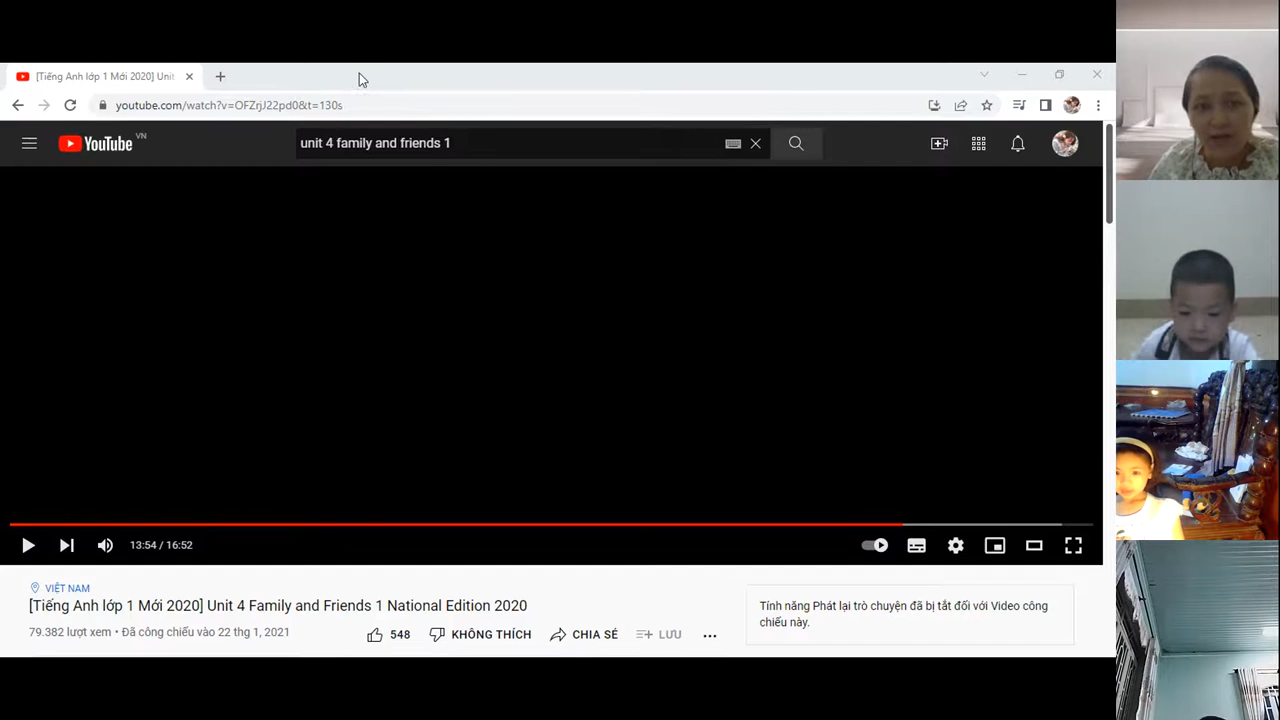 [Tiếng Anh lớp 1 Mới 2020] Unit
youtube.com/watch?v=OFZrjJ22pd0&t=130s
YouTube VN
unit 4 family and friends 1
13:54 / 16:52
VIỆT NAM
[Tiếng Anh lớp 1 Mới 2020] Unit 4 Family and Friends 1 National Edition 2020
79.382 lượt xem • Đã công chiếu vào 22 thg 1, 2021
548 KHÔNG THÍCH CHIA SẺ LƯU
Tính năng Phát lại trò chuyện đã bị tắt đối với Video công
chiếu này.